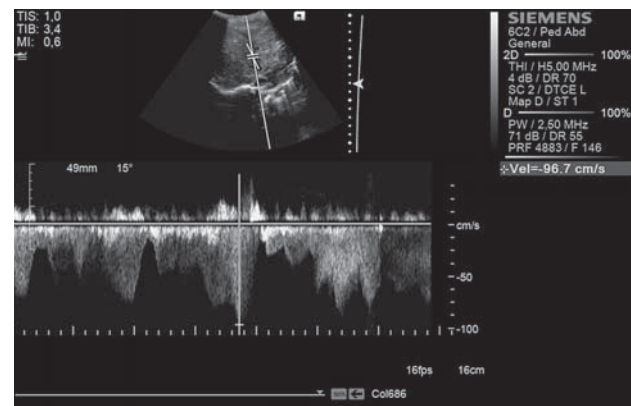 TIS: 1,0
TIB: 3,4
MI: 0,6
SIEMENS
6C2 / Ped Abd
General
2D 100%
THI / H5,00 MHz
4 dB / DR 70
SC 2 / DTCE L
Map D / ST 1
D 100%
PW / 2,50 MHz
71 dB / DR 55
PRF 4883 / F 146
Vel=-96.7 cm/s
49mm 15°
cm/s
-50
-100
16fps 16cm
Col686